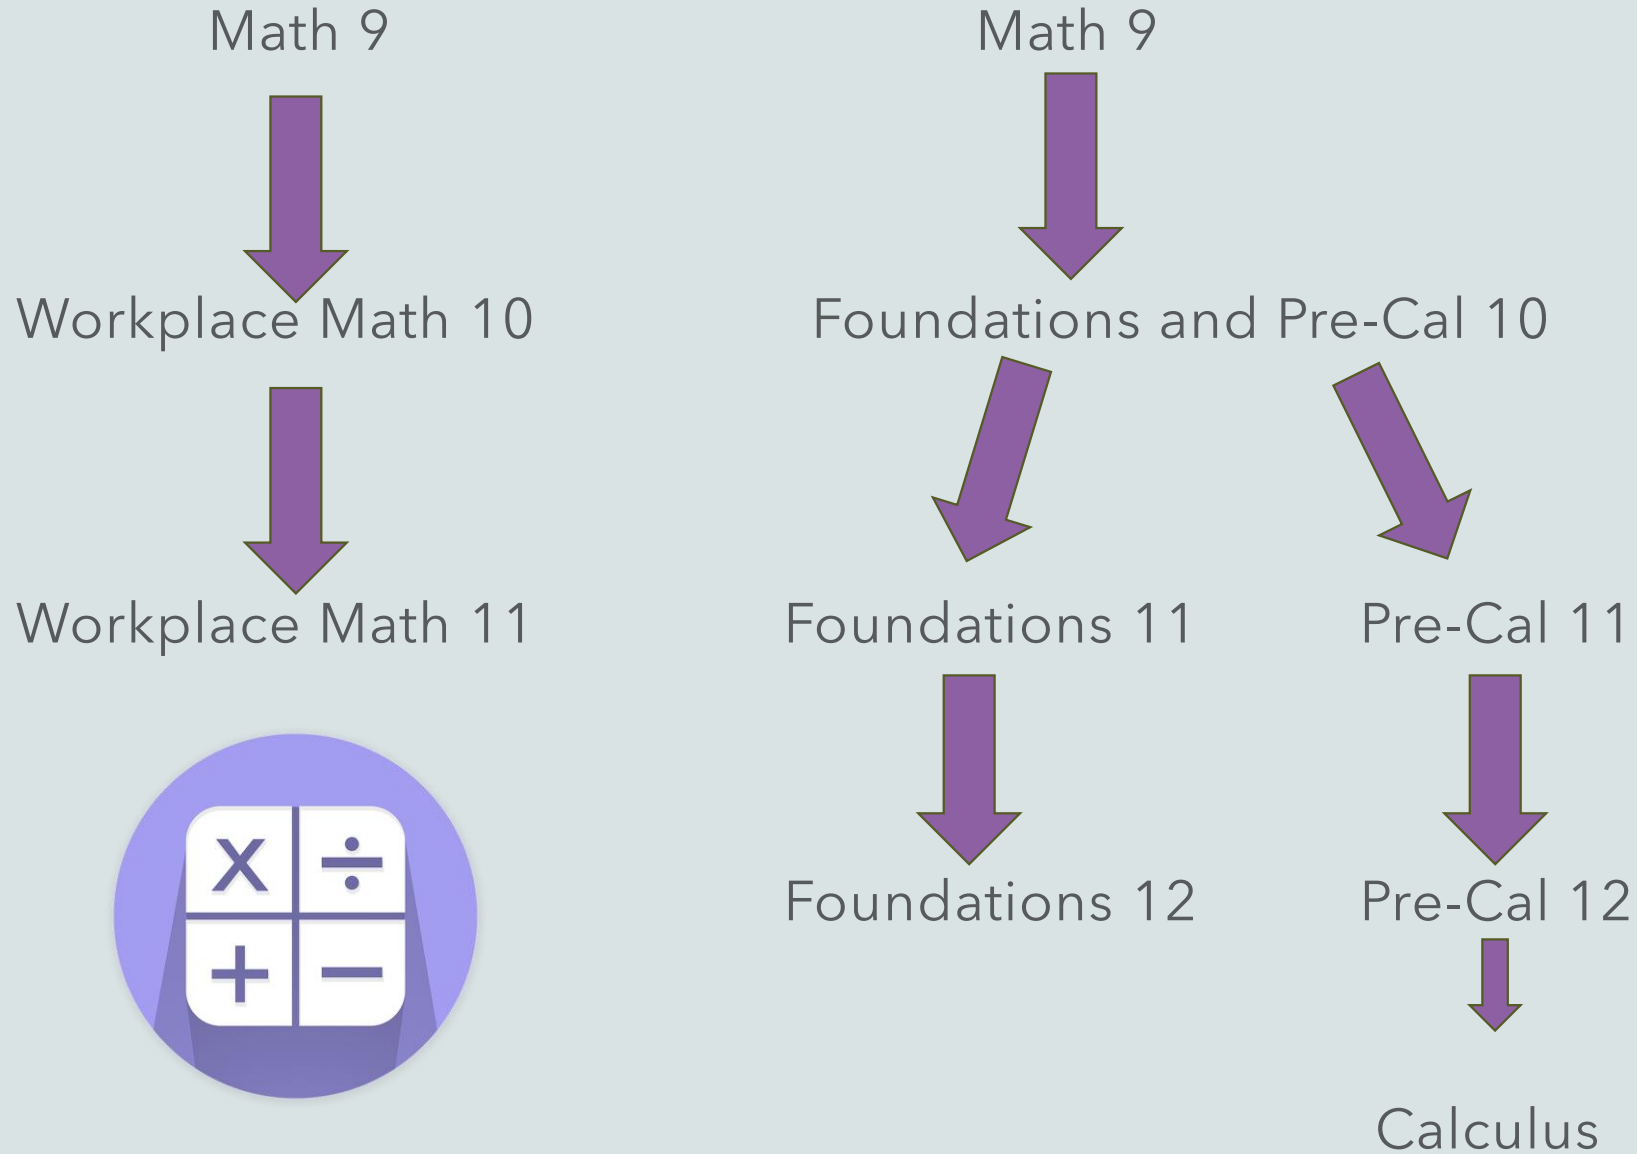 Math 9
Math 9
Workplace Math 10
Foundations and Pre-Cal 10
Workplace Math 11
Foundations 11
Pre-Cal 11
Foundations 12
Pre-Cal 12
Calculus